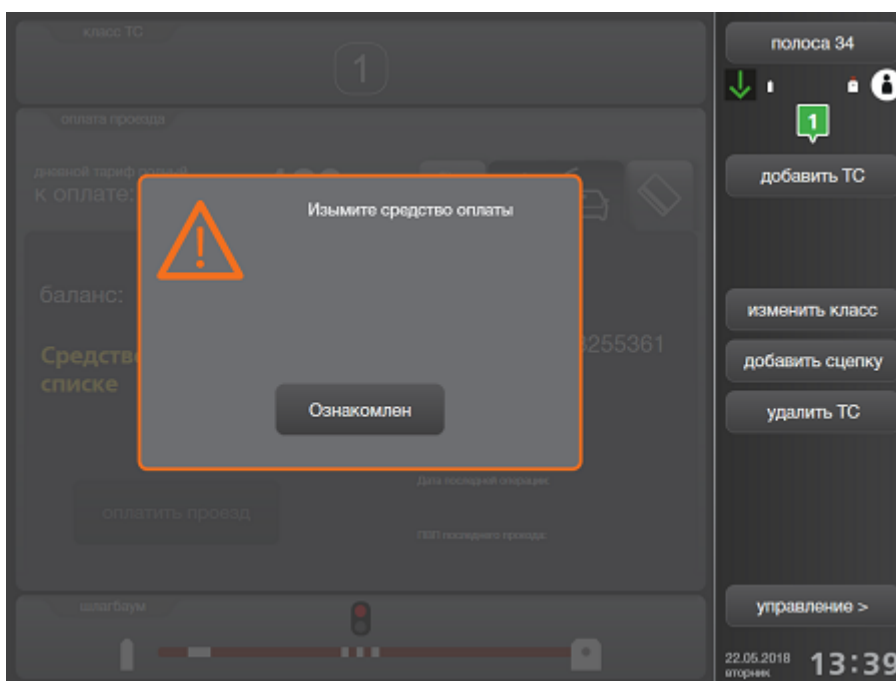 класс ТС
1
оплата проезда
дневной тариф
к оплате:
баланс:
3255361
Средство
списке
оплатить проезд
Дата последней операции:
ПВП последнего проезда:
шлагбаум
Изымите средство оплаты
Ознакомлен
полоса 34
1
добавить ТС
изменить класс
добавить сцепку
удалить ТС
управление >
22.05.2018
вторник
13:39